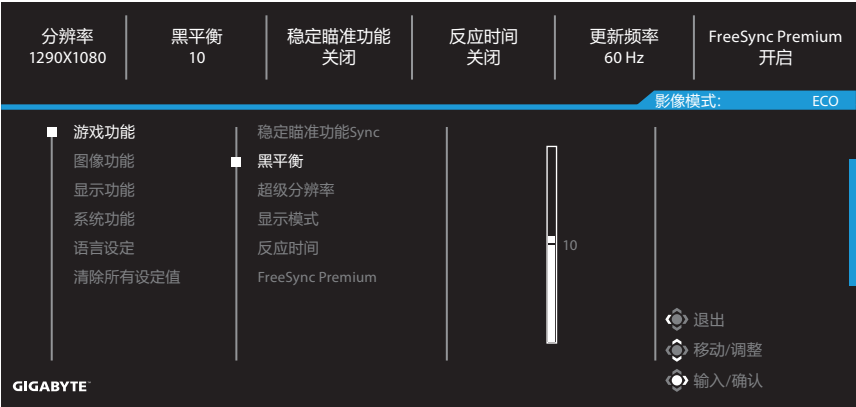 分辨率 黑平衡 稳定瞄准功能 反应时间 更新频率 FreeSync Premium
1290X1080 10 关闭 关闭 60 Hz 开启
影像模式: ECO
游戏功能 稳定瞄准功能Sync
图像功能 黑平衡
显示功能 超级分辨率
系统功能 显示模式
语言设定 反应时间 10
清除所有设定值 FreeSync Premium
退出
移动/调整
GIGABYTE 输入/确认